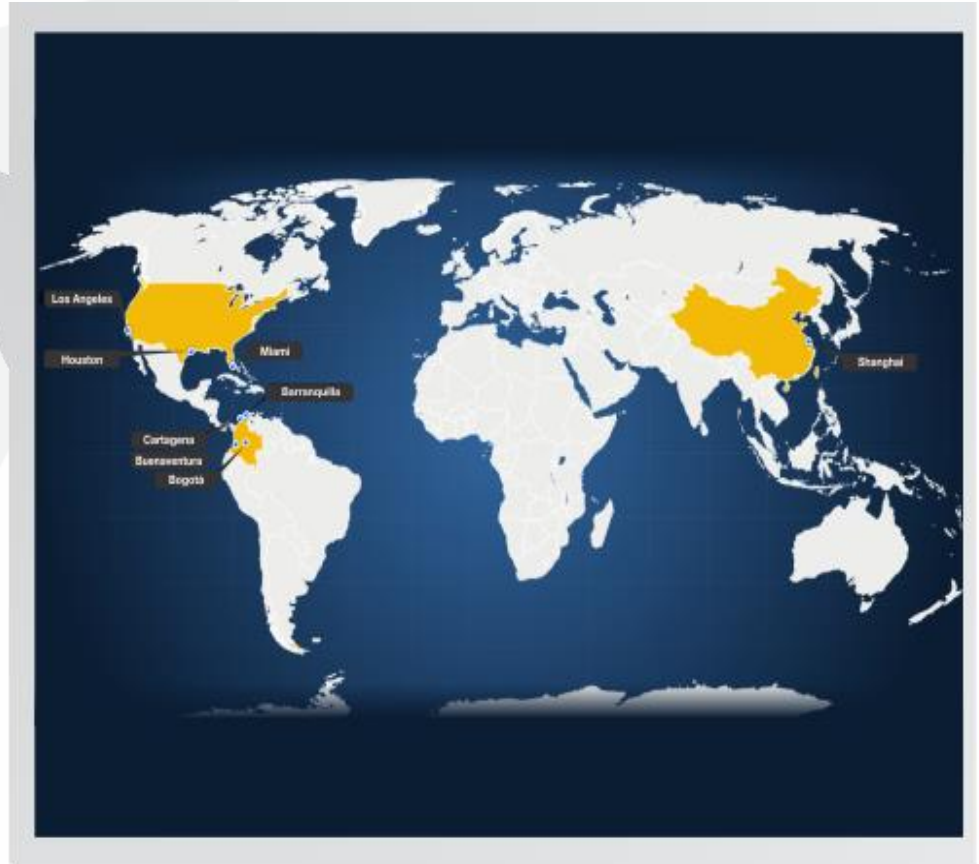 Los Angeles
Houston
Miami
Barranquilla
Cartagena
Buenaventura
Bogotá
Shanghai